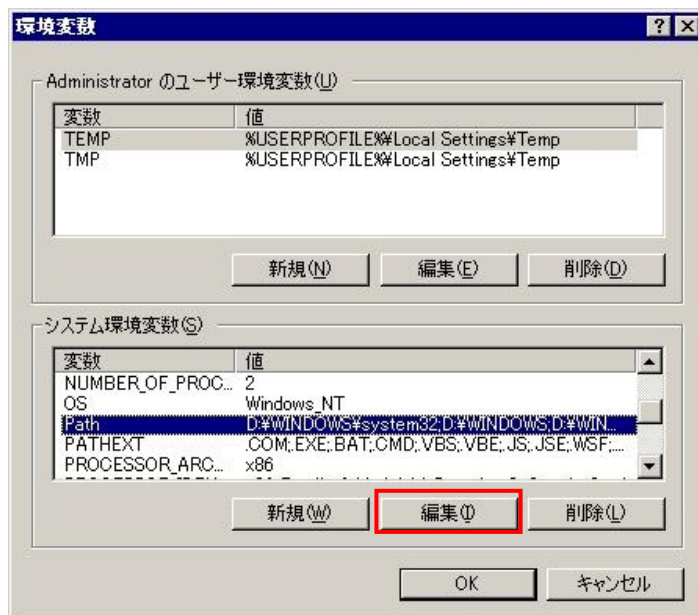 環境変数
Administrator のユーザー環境変数(U)
変数 値
TEMP %USERPROFILE%¥Local Settings¥Temp
TMP %USERPROFILE%¥Local Settings¥Temp
新規(N) 編集(E) 削除(D)
システム環境変数(S)
変数 値
NUMBER_OF_PROC... 2
OS Windows_NT
Path D:¥WINDOWS¥system32;D:¥WINDOWS;D:¥WIN...
PATHEXT .COM;.EXE;.BAT;.CMD;.VBS;.VBE;.JS;.JSE;.WSF;....
PROCESSOR_ARC... x86
新規(W) 編集(I) 削除(L)
OK キャンセル